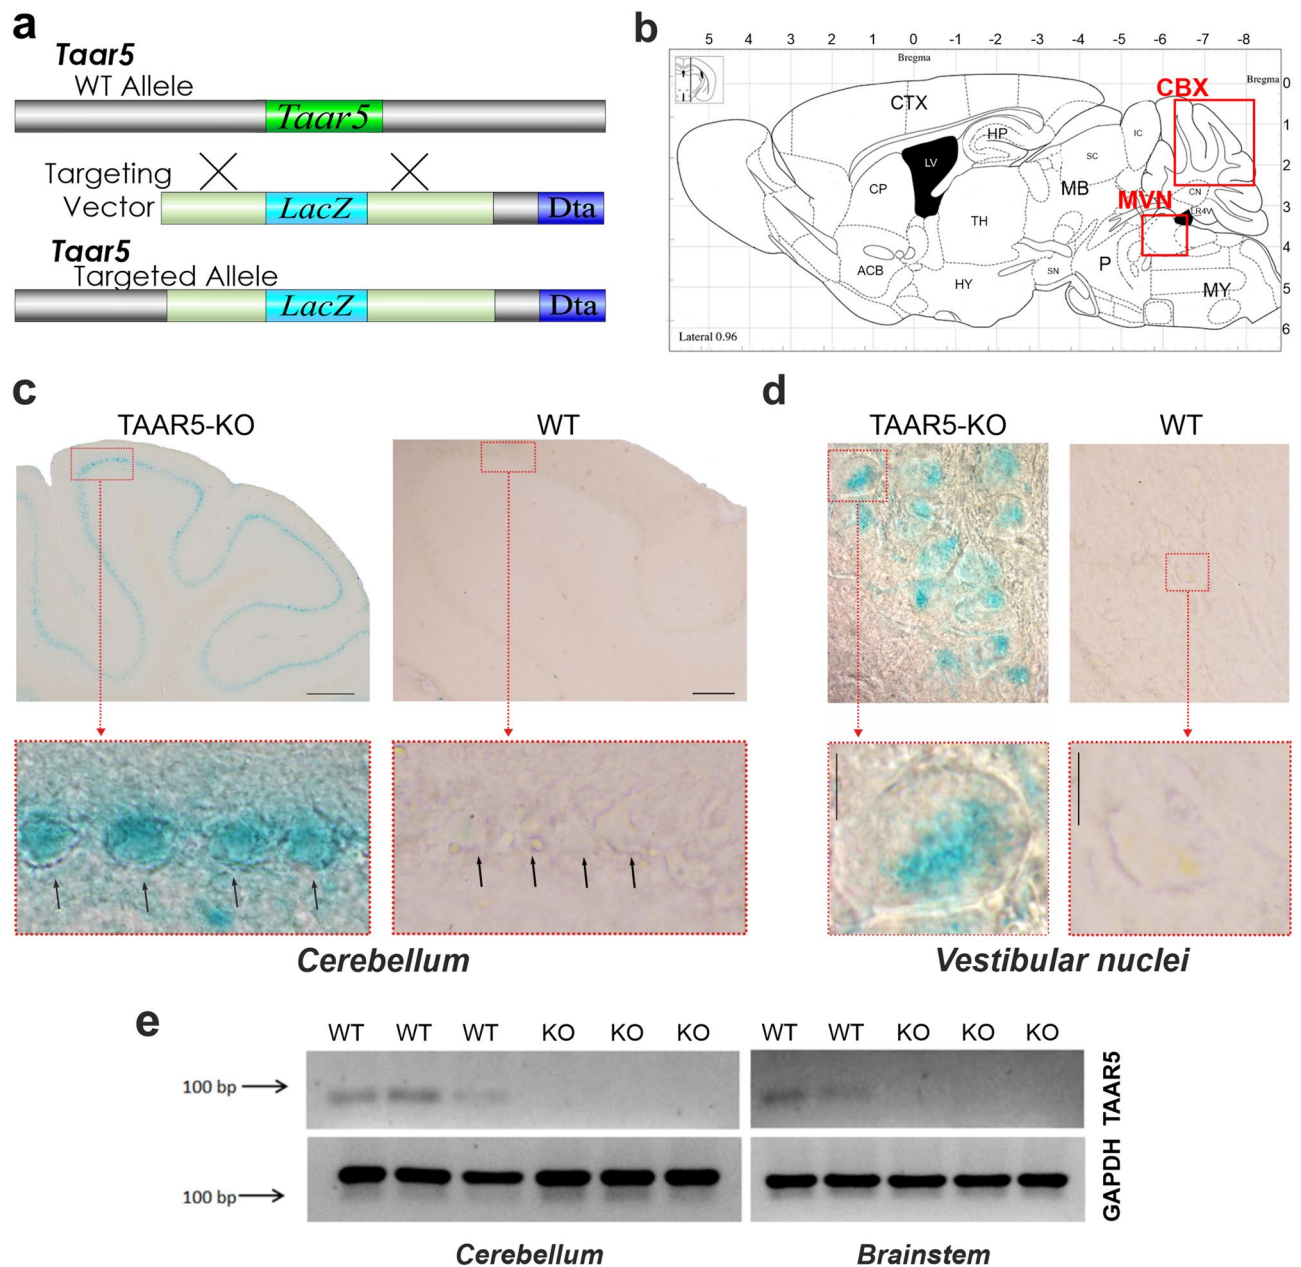 a
Taar5
WT Allele
Taar5
Targeting
Vector
LacZ
Dta
Taar5
Targeted Allele
LacZ
Dta
b
5 4 3 2 1 0 -1 -2 -3 -4 -5 -6 -7 -8
Bregma
Bregma
0
CBX
CTX
1
HP
IC
LV
SC
2
CP
MB
CN
MVN
3
LR4V
TH
4
ACB
P
SN
HY
5
MY
Lateral 0.96
6
c
TAAR5-KO WT
Cerebellum
d
TAAR5-KO WT
Vestibular nuclei
e
WT WT WT KO KO KO WT WT KO KO KO
100 bp
TAAR5
100 bp
GAPDH
Cerebellum Brainstem